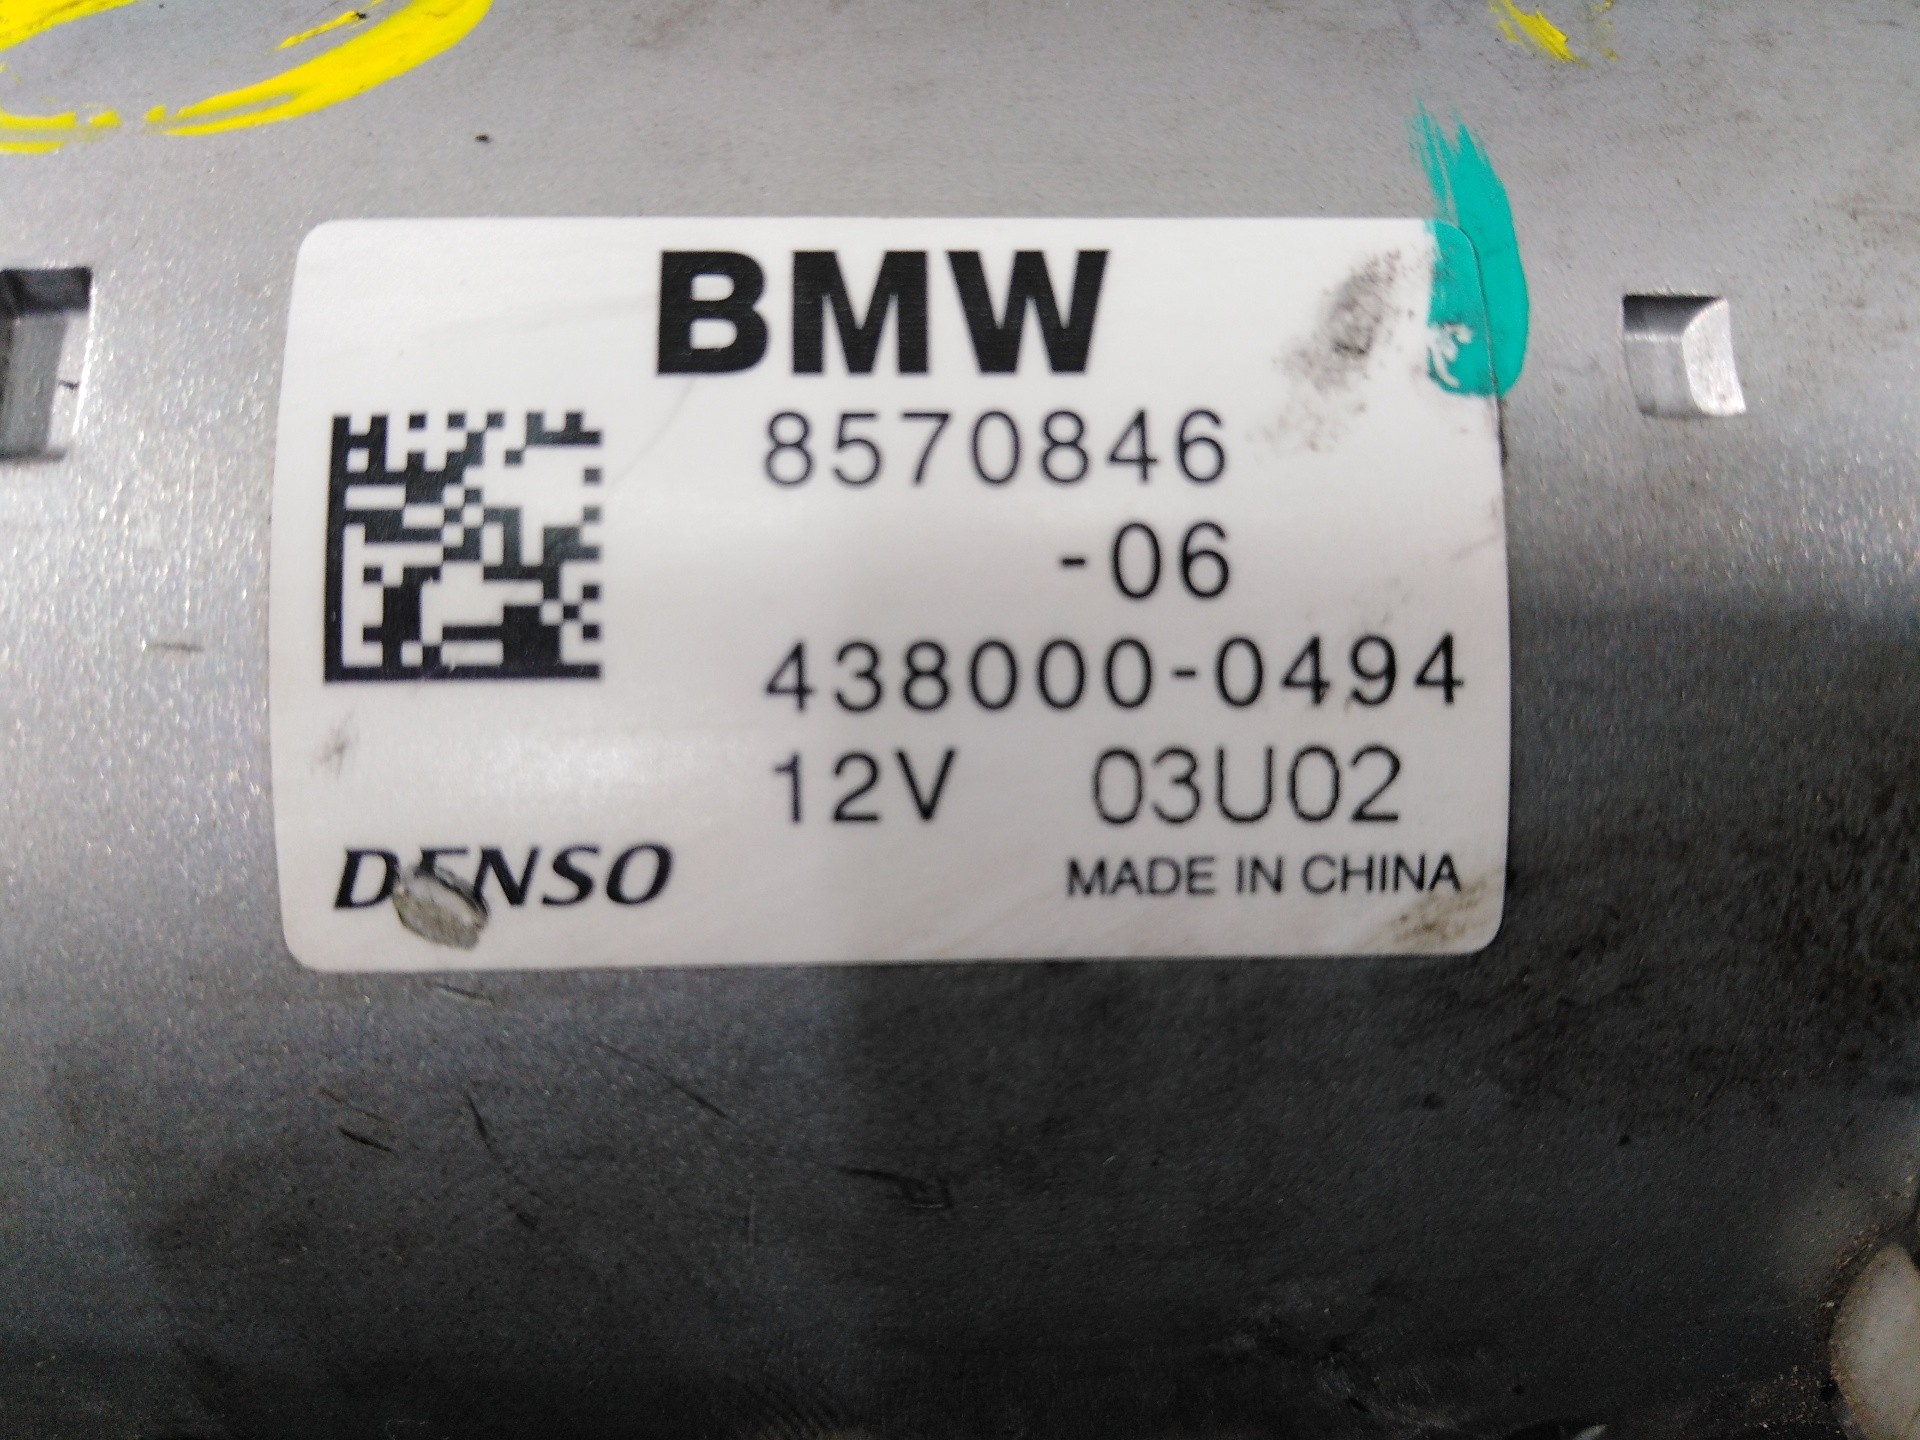 BMW
8570846
-06
438000-0494
12V 03U02
DENSO
MADE IN CHINA